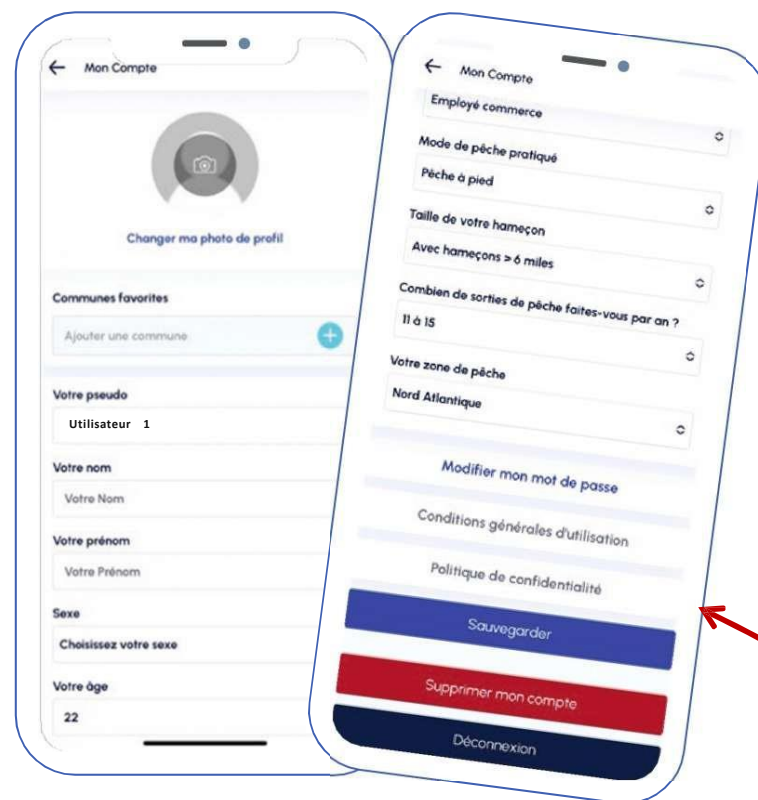 Mon Compte
Changer ma photo de profil
Communes favorites
Ajouter une commune
Votre pseudo
Utilisateur 1
Votre nom
Votre Nom
Votre prénom
Votre Prénom
Sexe
Choisissez votre sexe
Votre âge
22
Mon Compte
Employé commerce
Mode de pêche pratiqué
Pêche à pied
Taille de votre hameçon
Avec hameçons > 6 miles
Combien de sorties de pêche faites-vous par an ?
11 à 15
Votre zone de pêche
Nord Atlantique
Modifier mon mot de passe
Conditions générales d'utilisation
Politique de confidentialité
Sauvegarder
Supprimer mon compte
Déconnexion